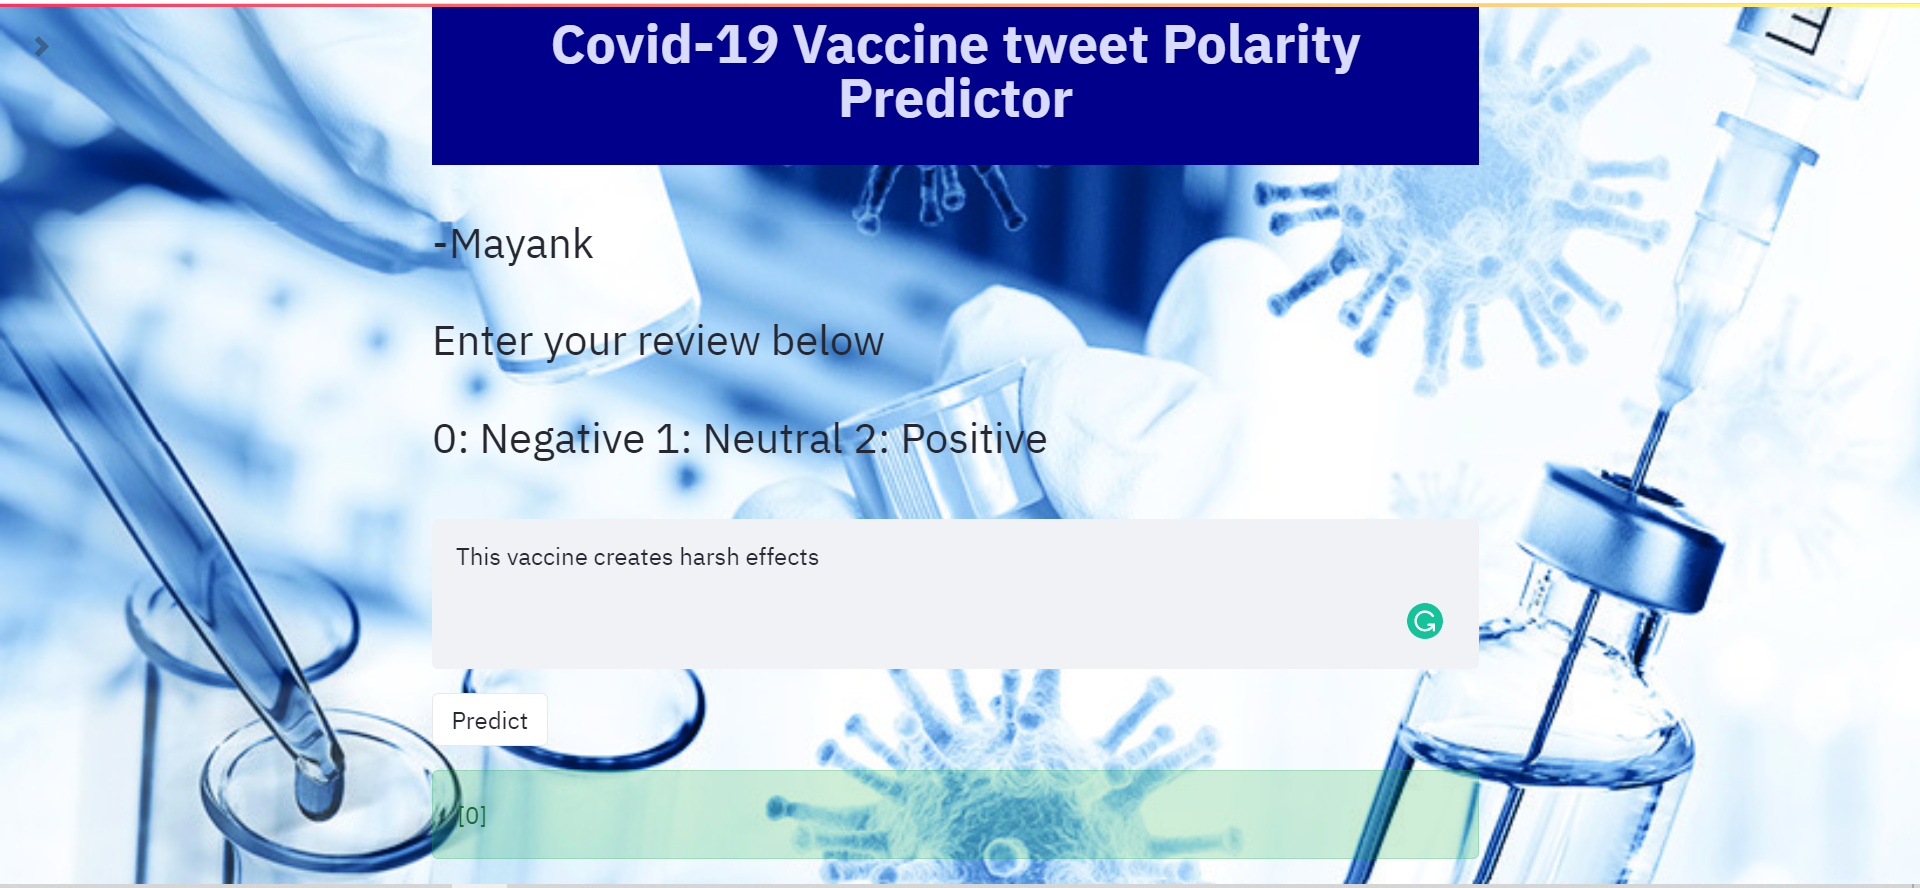 Covid-19 Vaccine tweet Polarity
Predictor
-Mayank
Enter your review below
0: Negative 1: Neutral 2: Positive
This vaccine creates harsh effects
Predict
[0]